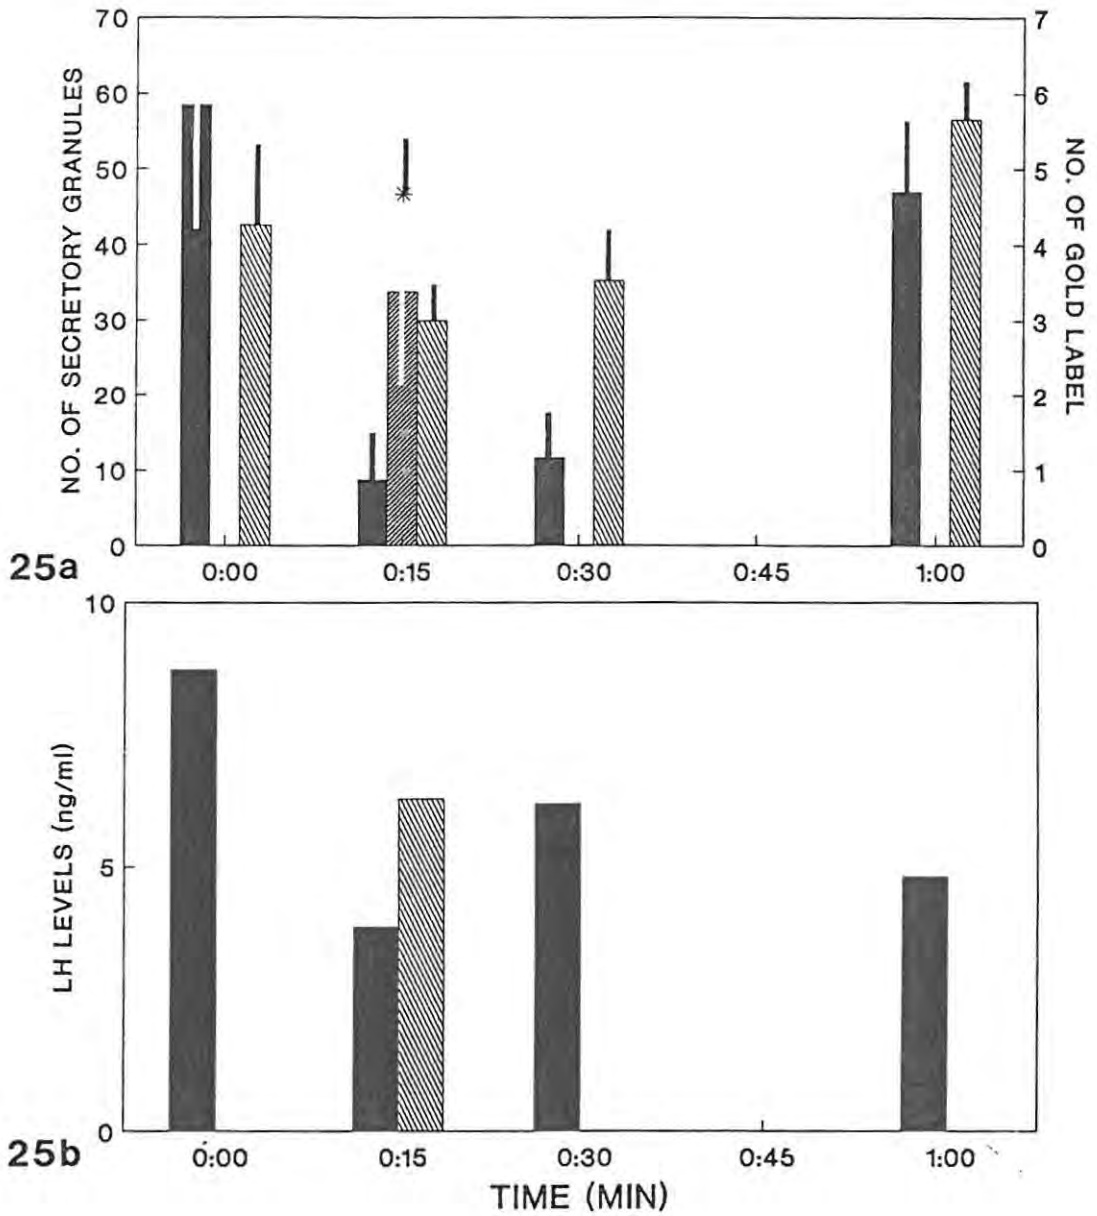 70
60
50
40
30
20
10
0
NO. OF SECRETORY GRANULES
7
6
5
4
3
2
1
0
NO. OF GOLD LABEL
*
25a
0:00 0:15 0:30 0:45 1:00
10
5
0
LH LEVELS (ng/ml)
25b
0:00 0:15 0:30 0:45 1:00
TIME (MIN)